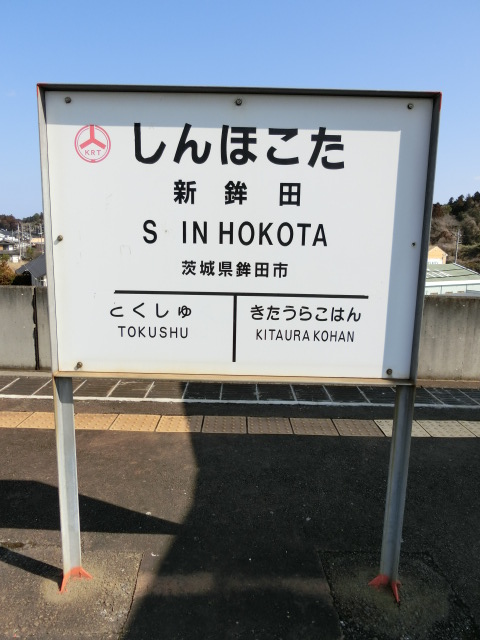 KRT
しんほこた
新鉾田
S IN HOKOTA
茨城県鉾田市
とくしゅ
TOKUSHU
きたうらこはん
KITAURA KOHAN